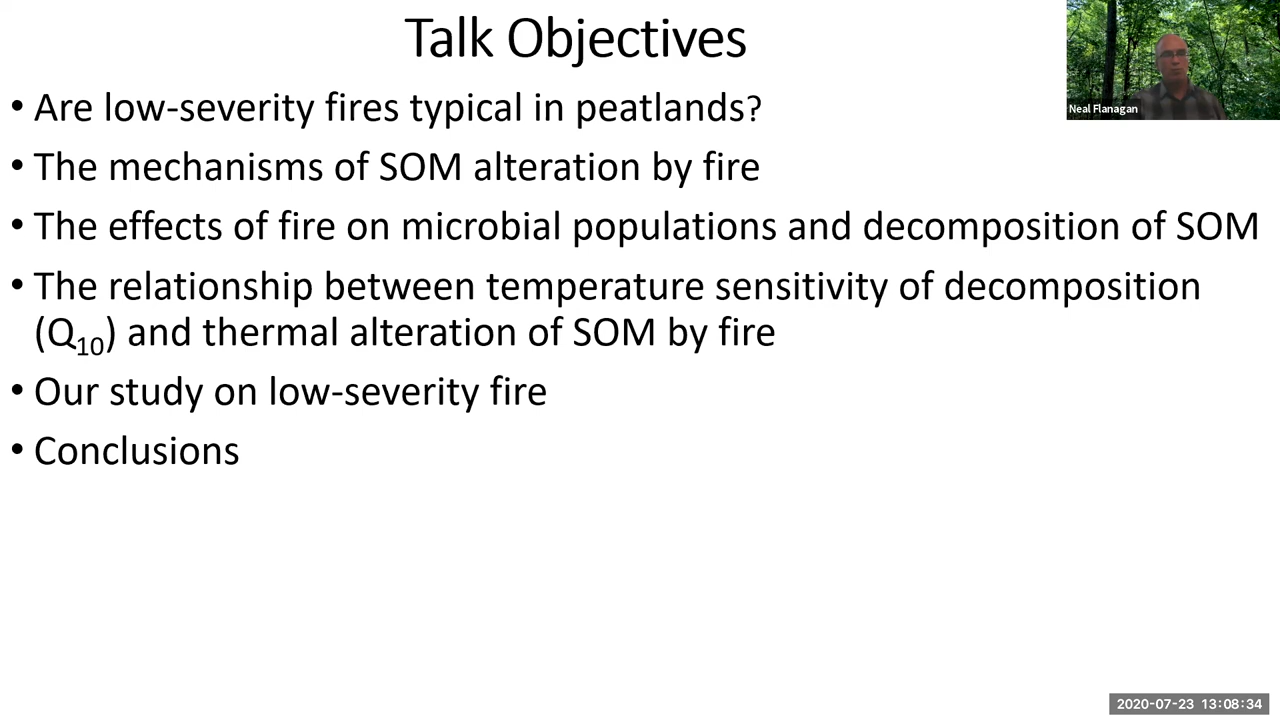 Talk Objectives
Neal Flanagan
• Are low-severity fires typical in peatlands?
• The mechanisms of SOM alteration by fire
• The effects of fire on microbial populations and decomposition of SOM
• The relationship between temperature sensitivity of decomposition
(Q10) and thermal alteration of SOM by fire
• Our study on low-severity fire
• Conclusions
2020-07-23 13:08:34